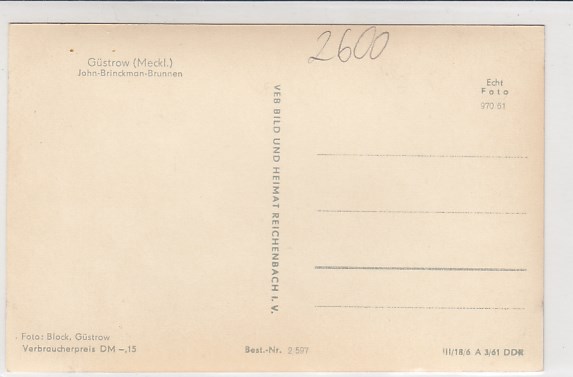 2600
Güstrow (Meckl.)
John-Brinckman-Brunnen
Echt
Foto
970 61
VEB BILD UND HEIMAT REICHENBACH I. V.
Foto: Block, Güstrow
Verbraucherpreis DM –,15
Best.-Nr. 2 597
III/18/6 A 3/61 DDR